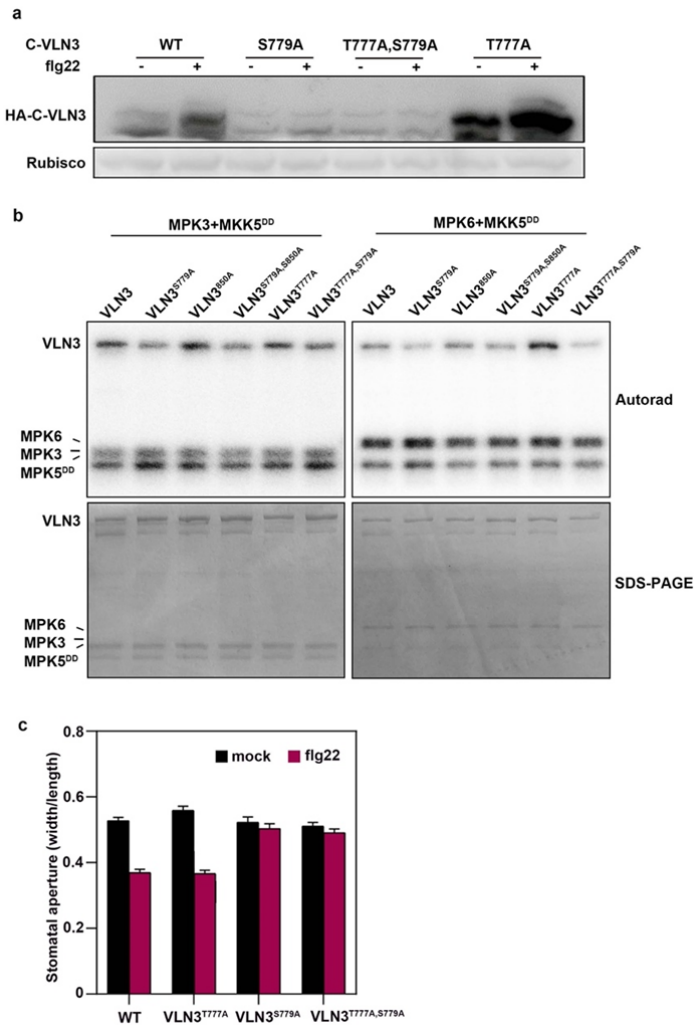 a
C-VLN3 WT S779A T777A,S779A T777A
flg22 - + - + - + - +
HA-C-VLN3
Rubisco
b
MPK3+MKK5DD MPK6+MKK5DD
VLN3 VLN3S779A VLN3850A VLN3S779A,S850A VLN3T777A VLN3T777A,S779A VLN3 VLN3S779A VLN3850A VLN3S779A,S850A VLN3T777A VLN3T777A,S779A
VLN3
Autorad
MPK6
MPK3
MPK5DD
VLN3
SDS-PAGE
MPK6
MPK3
MPK5DD
c
Stomatal aperture (width/length)
0.8
0.6
0.4
0.2
0
mock flg22
WT VLN3T777A VLN3S779A VLN3T777A,S779A